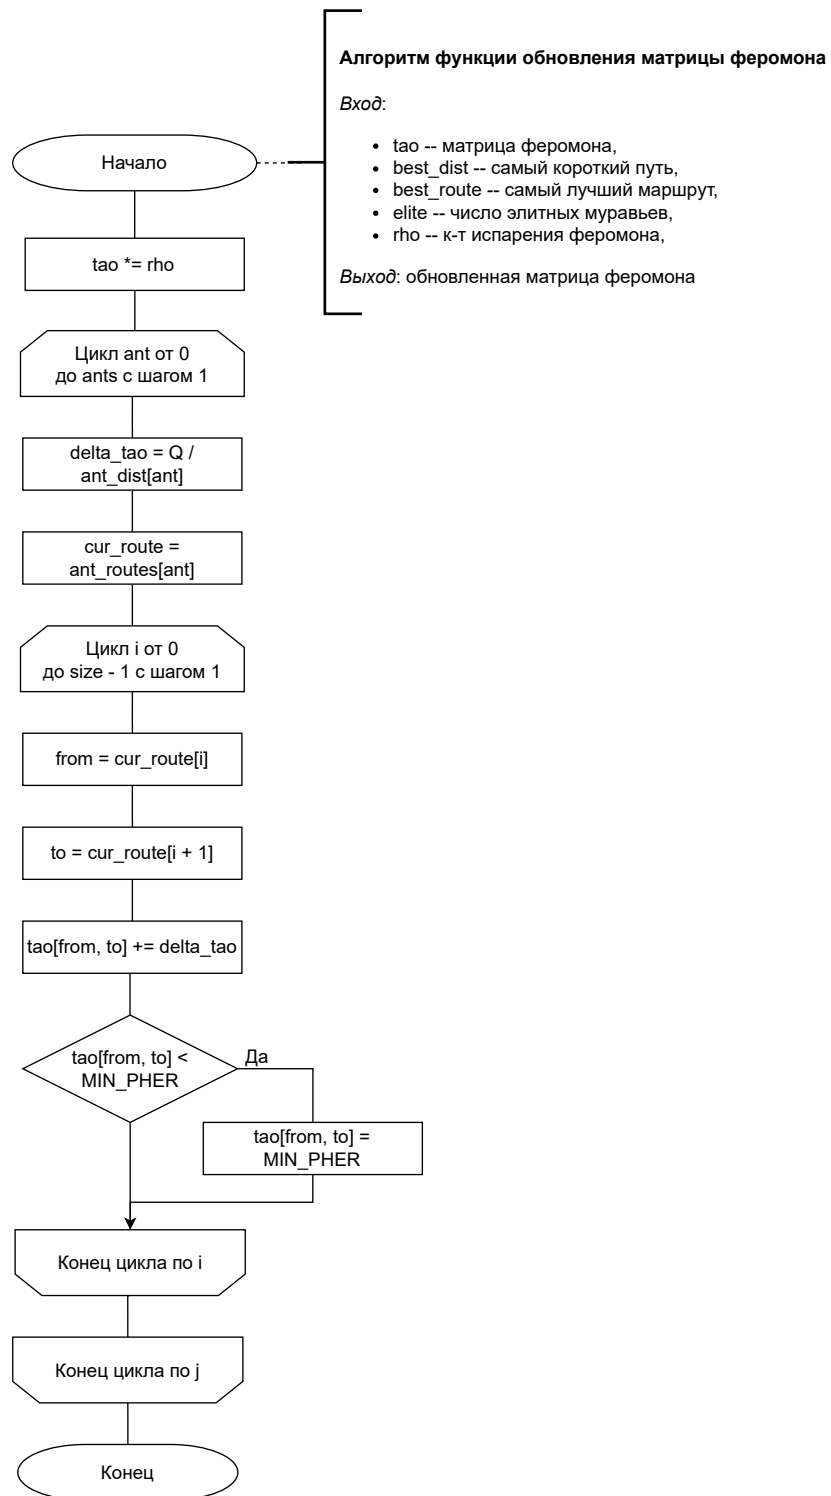 Алгоритм функции обновления матрицы феромона
Вход:
• tao -- матрица феромона,
• best_dist -- самый короткий путь,
• best_route -- самый лучший маршрут,
• elite -- число элитных муравьев,
• rho -- к-т испарения феромона,
Выход: обновленная матрица феромона
Начало
tao *= rho
Цикл ant от 0
до ants с шагом 1
delta_tao = Q /
ant_dist[ant]
cur_route =
ant_routes[ant]
Цикл i от 0
до size - 1 с шагом 1
from = cur_route[i]
to = cur_route[i + 1]
tao[from, to] += delta_tao
tao[from, to] <
MIN_PHER
Да
tao[from, to] =
MIN_PHER
Конец цикла по i
Конец цикла по j
Конец